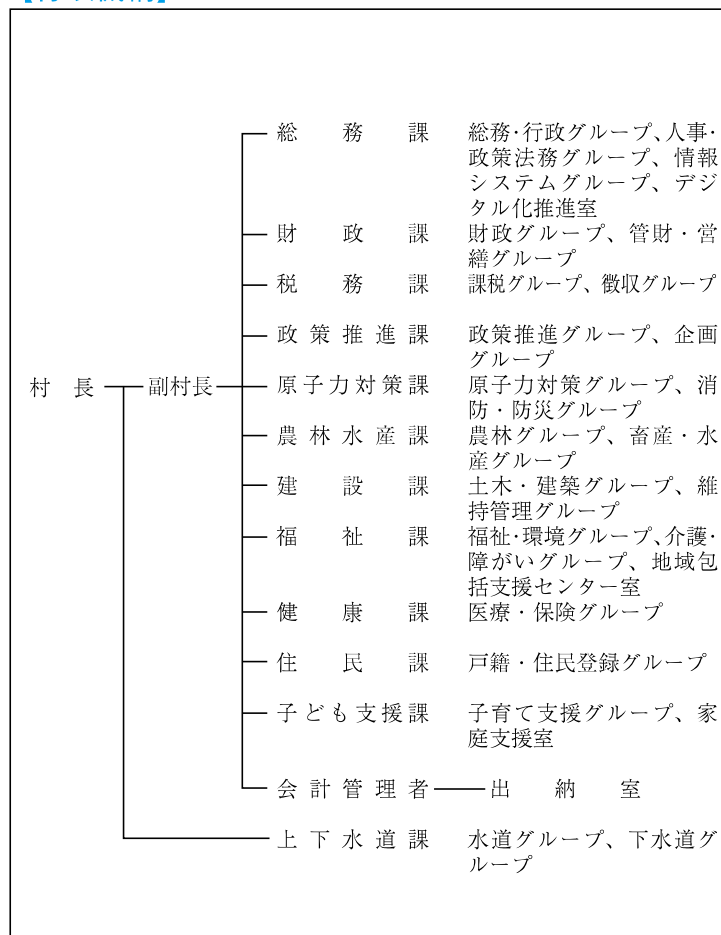 総務課 総務・行政グループ、人事・
政策法務グループ、情報
システムグループ、デジ
タル化推進室
財政課 財政グループ、管財・営
繕グループ
税務課 課税グループ、徴収グループ
政策推進課 政策推進グループ、企画
グループ
村長 副村長 原子力対策課 原子力対策グループ、消
防・防災グループ
農林水産課 農林グループ、畜産・水
産グループ
建設課 土木・建築グループ、維
持管理グループ
福祉課 福祉・環境グループ、介護・
障がいグループ、地域包
括支援センター室
健康課 医療・保険グループ
住民課 戸籍・住民登録グループ
子ども支援課 子育て支援グループ、家
庭支援室
会計管理者 出納室
上下水道課 水道グループ、下水道グ
ループ